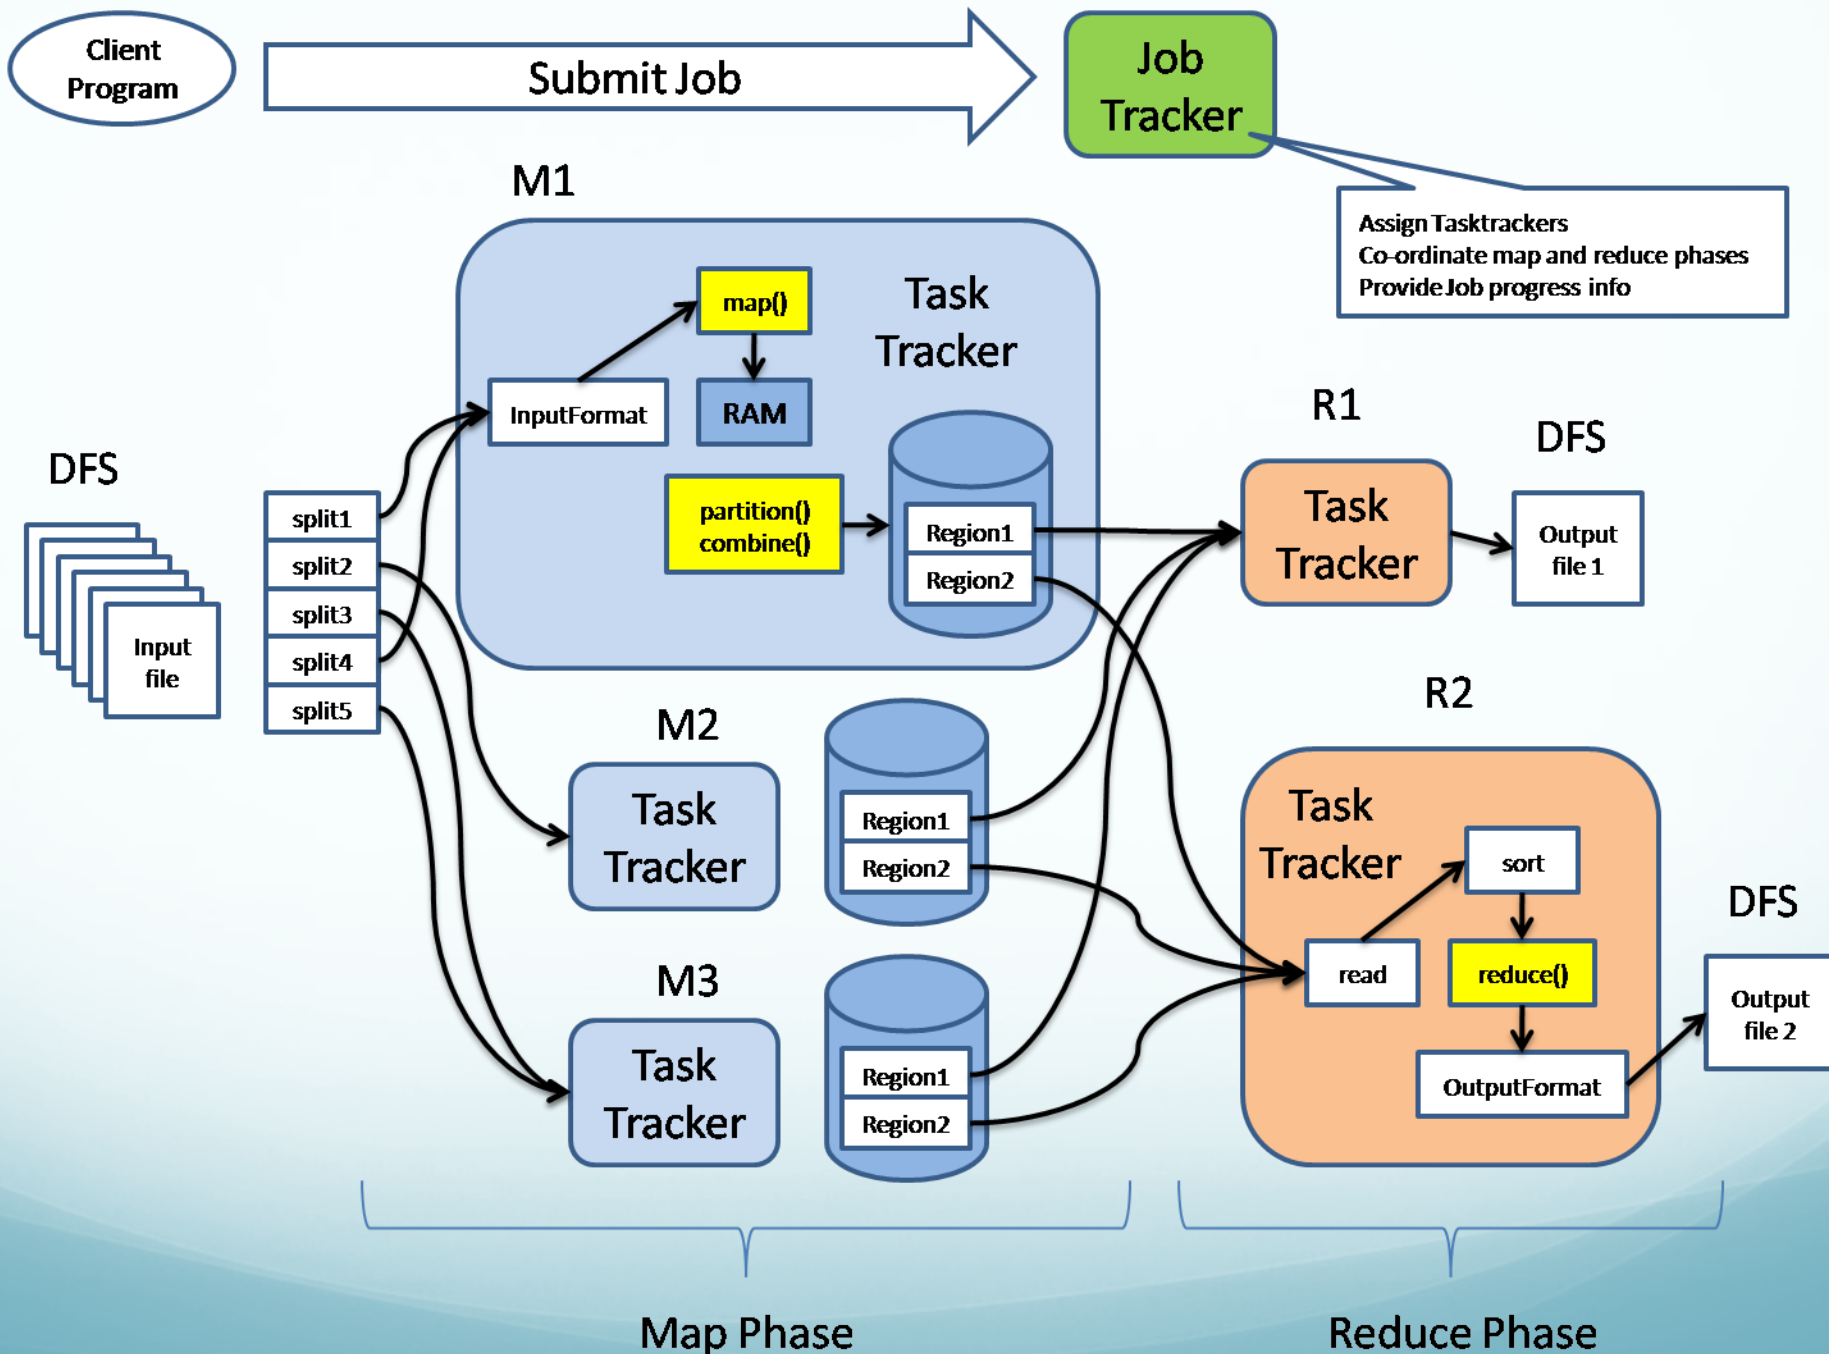 Client
Program
Submit Job
Job
Tracker
Assign Tasktrackers
Co-ordinate map and reduce phases
Provide Job progress info
M1
Task
Tracker
map()
InputFormat
RAM
partition()
combine()
Region1
Region2
DFS
Input
file
split1
split2
split3
split4
split5
M2
Task
Tracker
Region1
Region2
M3
Task
Tracker
Region1
Region2
R1
Task
Tracker
DFS
Output
file 1
R2
Task
Tracker
sort
read
reduce()
OutputFormat
DFS
Output
file 2
Map Phase
Reduce Phase